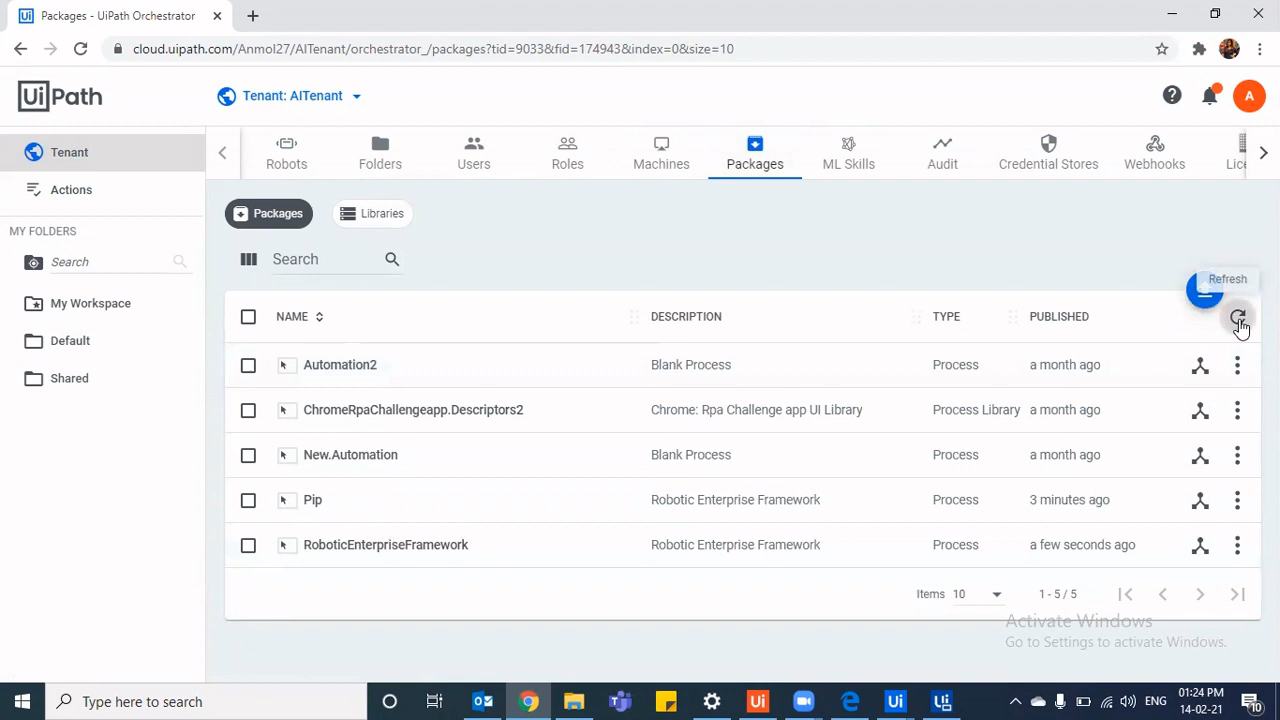 Packages - UiPath Orchestrator
cloud.uipath.com/Anmol27/AITenant/orchestrator_/packages?tid=9033&fid=174943&index=0&size=10
Ui Path
Tenant: AITenant
A
Tenant
Actions
MY FOLDERS
Search
My Workspace
Default
Shared
Robots Folders Users Roles Machines Packages ML Skills Audit Credential Stores Webhooks Lice
Packages Libraries
Search
Refresh
NAME DESCRIPTION TYPE PUBLISHED
Automation2 Blank Process Process a month ago
ChromeRpaChallengeapp.Descriptors2 Chrome: Rpa Challenge app UI Library Process Library a month ago
New.Automation Blank Process Process a month ago
Pip Robotic Enterprise Framework Process 3 minutes ago
RoboticEnterpriseFramework Robotic Enterprise Framework Process a few seconds ago
Items 10 1 - 5 / 5
Activate Windows
Go to Settings to activate Windows.
Type here to search
ENG
01:24 PM
14-02-21
10